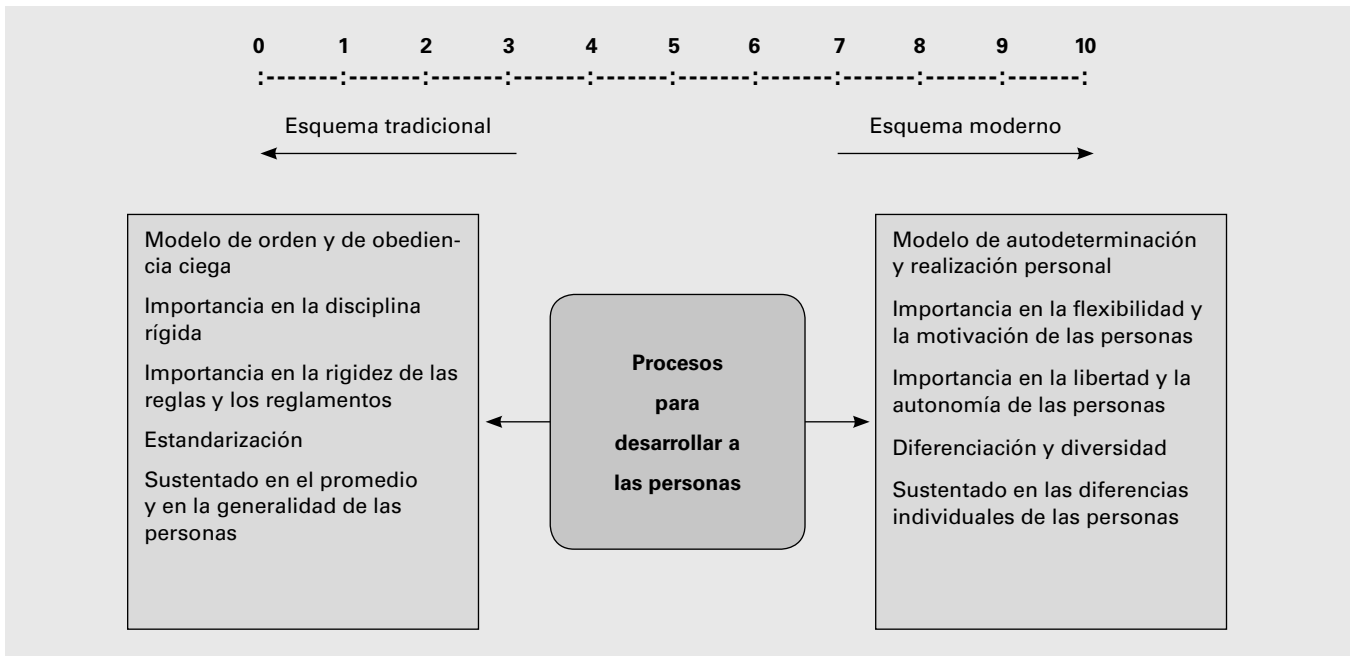 0 1 2 3 4 5 6 7 8 9 10
:-------:-------:-------:-------:-------:-------:-------:-------:-------:-------:
Esquema tradicional
Esquema moderno
Modelo de orden y de obedien-
cia ciega
Importancia en la disciplina
rígida
Importancia en la rigidez de las
reglas y los reglamentos
Estandarización
Sustentado en el promedio
y en la generalidad de las
personas
Procesos
para
desarrollar a
las personas
Modelo de autodeterminación
y realización personal
Importancia en la flexibilidad y
la motivación de las personas
Importancia en la libertad y la
autonomía de las personas
Diferenciación y diversidad
Sustentado en las diferencias
individuales de las personas